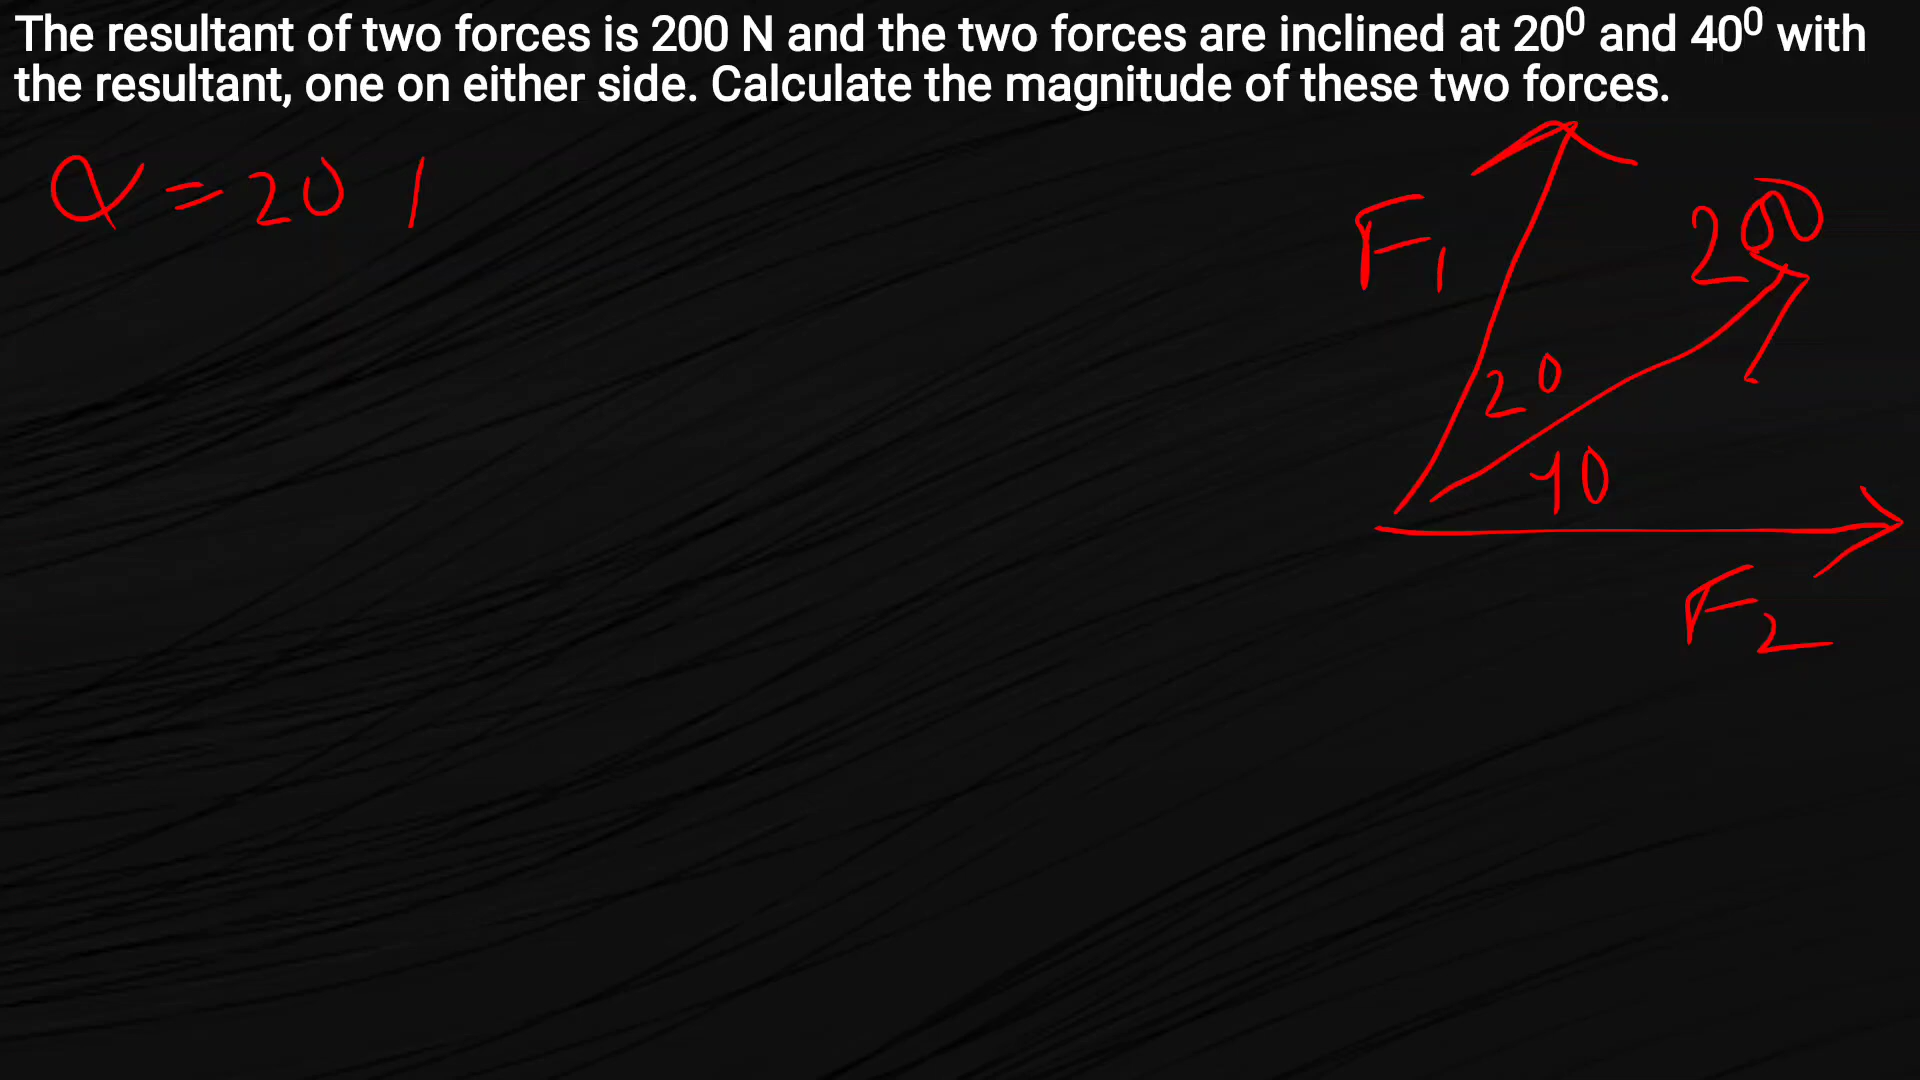 The resultant of two forces is 200 N and the two forces are inclined at 20⁰ and 40⁰ with
the resultant, one on either side. Calculate the magnitude of these two forces.
α = 20 /
F₁
200
20
40
F₂